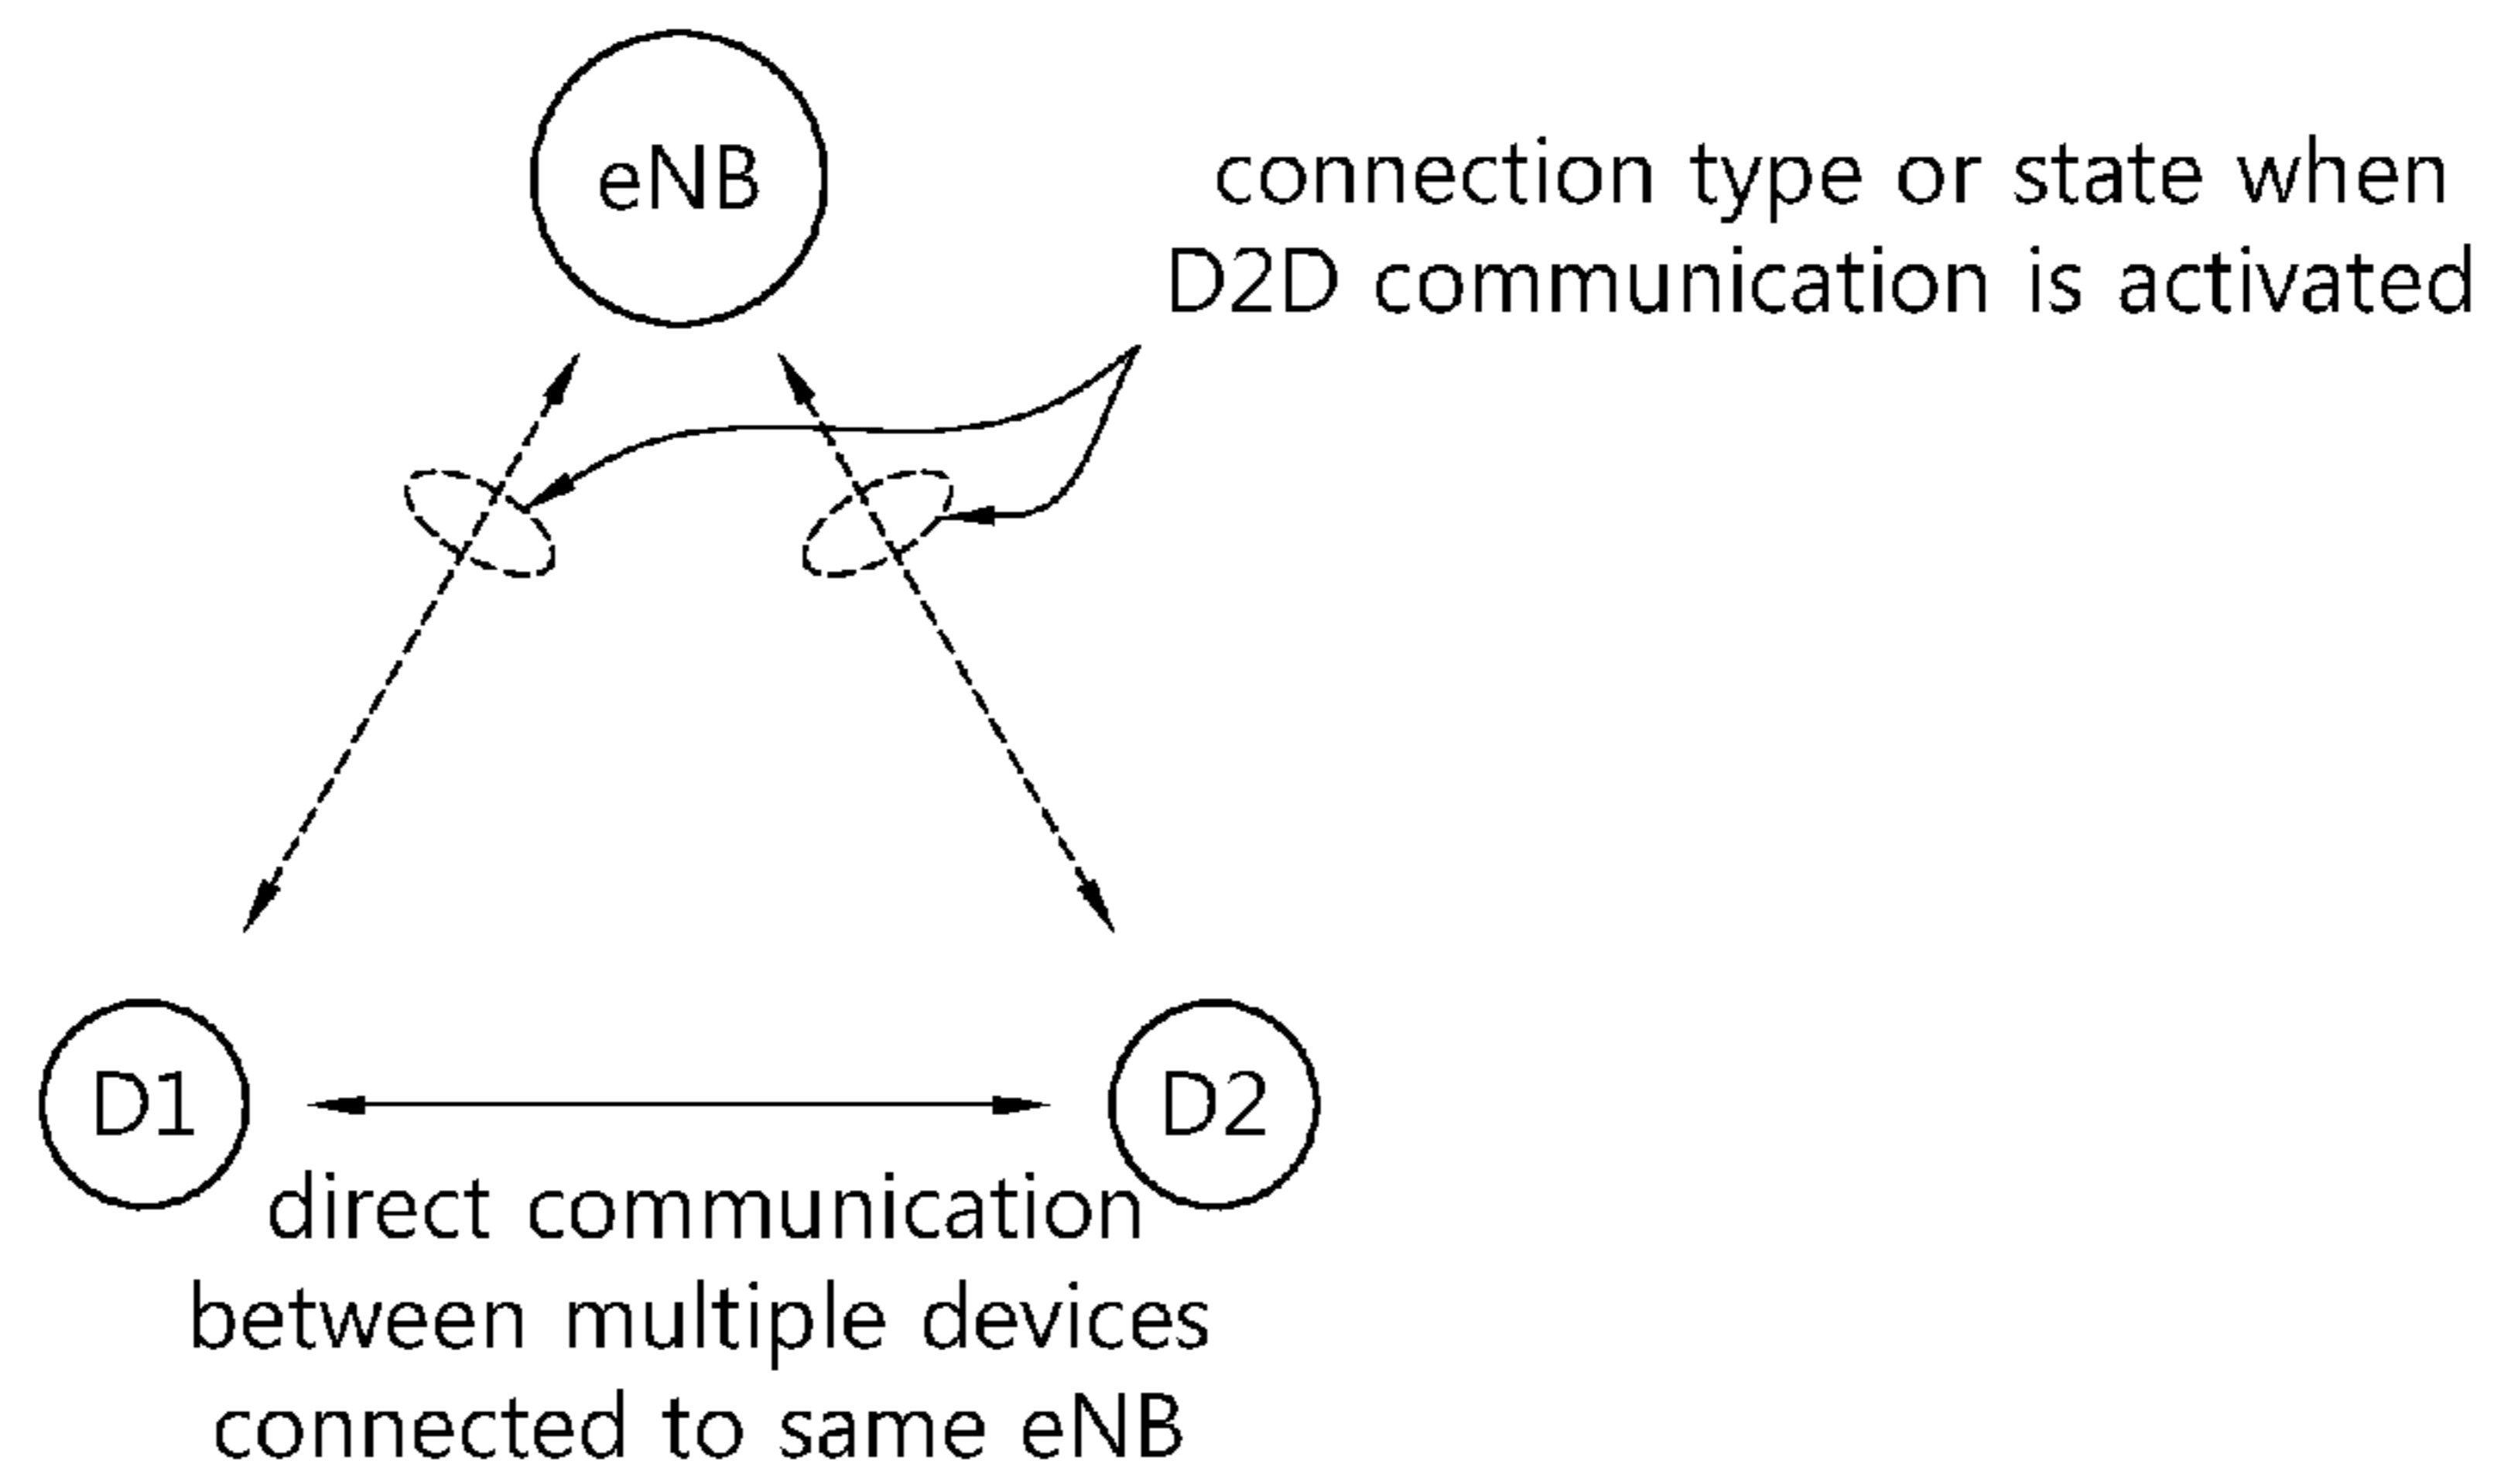 eNB
connection type or state when
D2D communication is activated
D1
D2
direct communication
between multiple devices
connected to same eNB